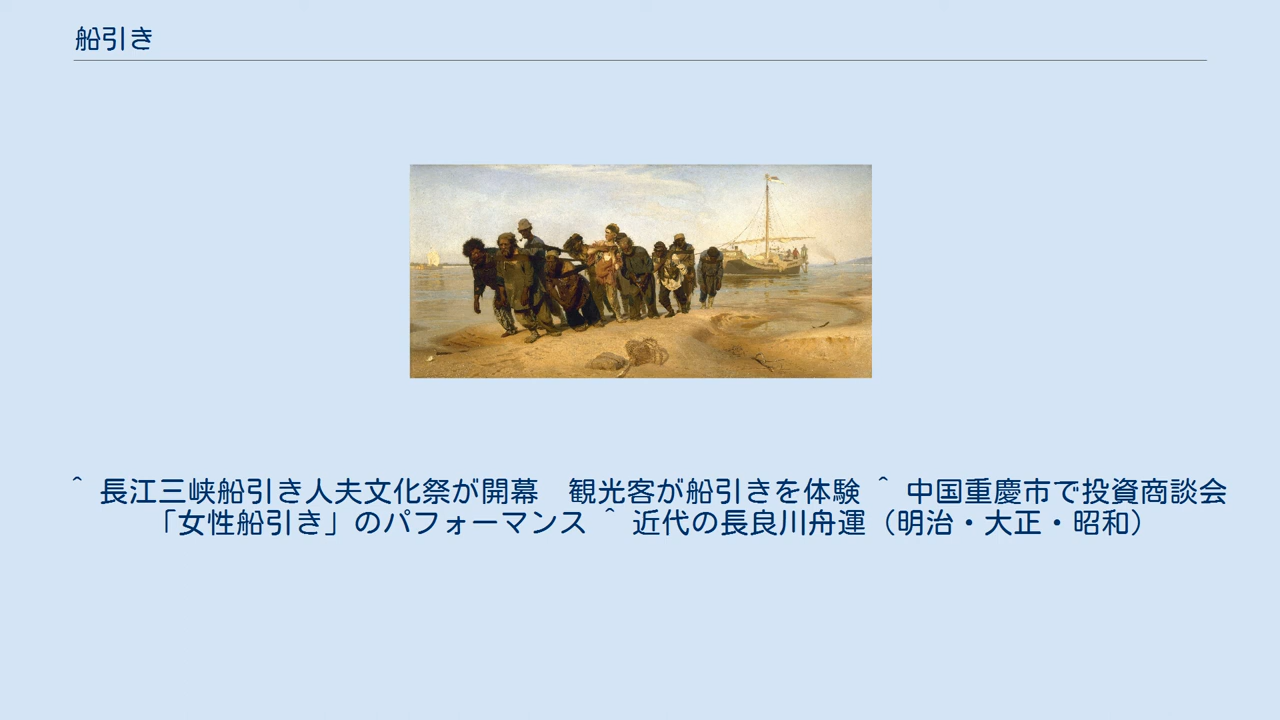 船引き
^ 長江三峡船引き人夫文化祭が開幕　観光客が船引きを体験 ^ 中国重慶市で投資商談会
「女性船引き」のパフォーマンス ^ 近代の長良川舟運（明治・大正・昭和）